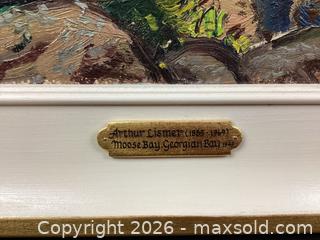 Arthur Lismer (1885 - 1969)
Moose Bay, Georgian Bay
Copyright 2026 - maxsold.com